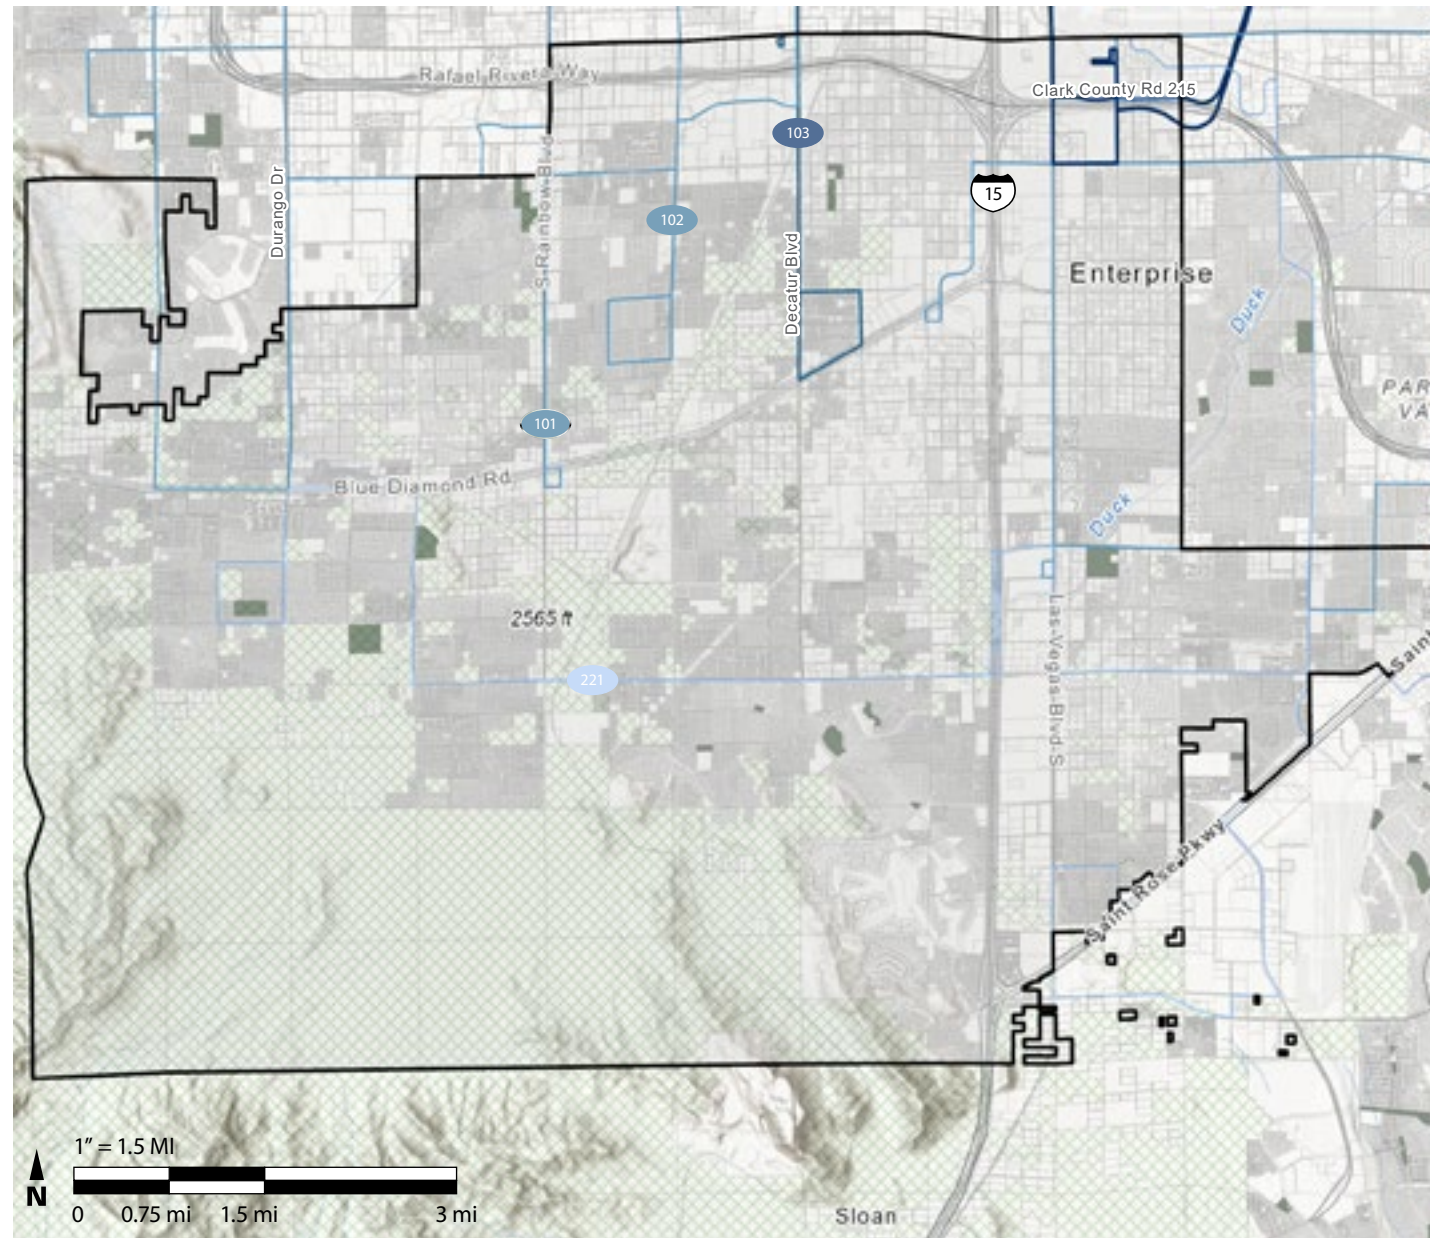 Rafael Rivera Way
Clark County Rd 215
103
Durango Dr
S Rainbow Blvd
15
102
Decatur Blvd
Enterprise
Duck
101
Blue Diamond Rd
Duck
2565 ft
221
Las Vegas Blvd S
Saint
Saint Rose Pkwy
1” = 1.5 MI
N
0 0.75 mi 1.5 mi 3 mi
Sloan
PAR
VA